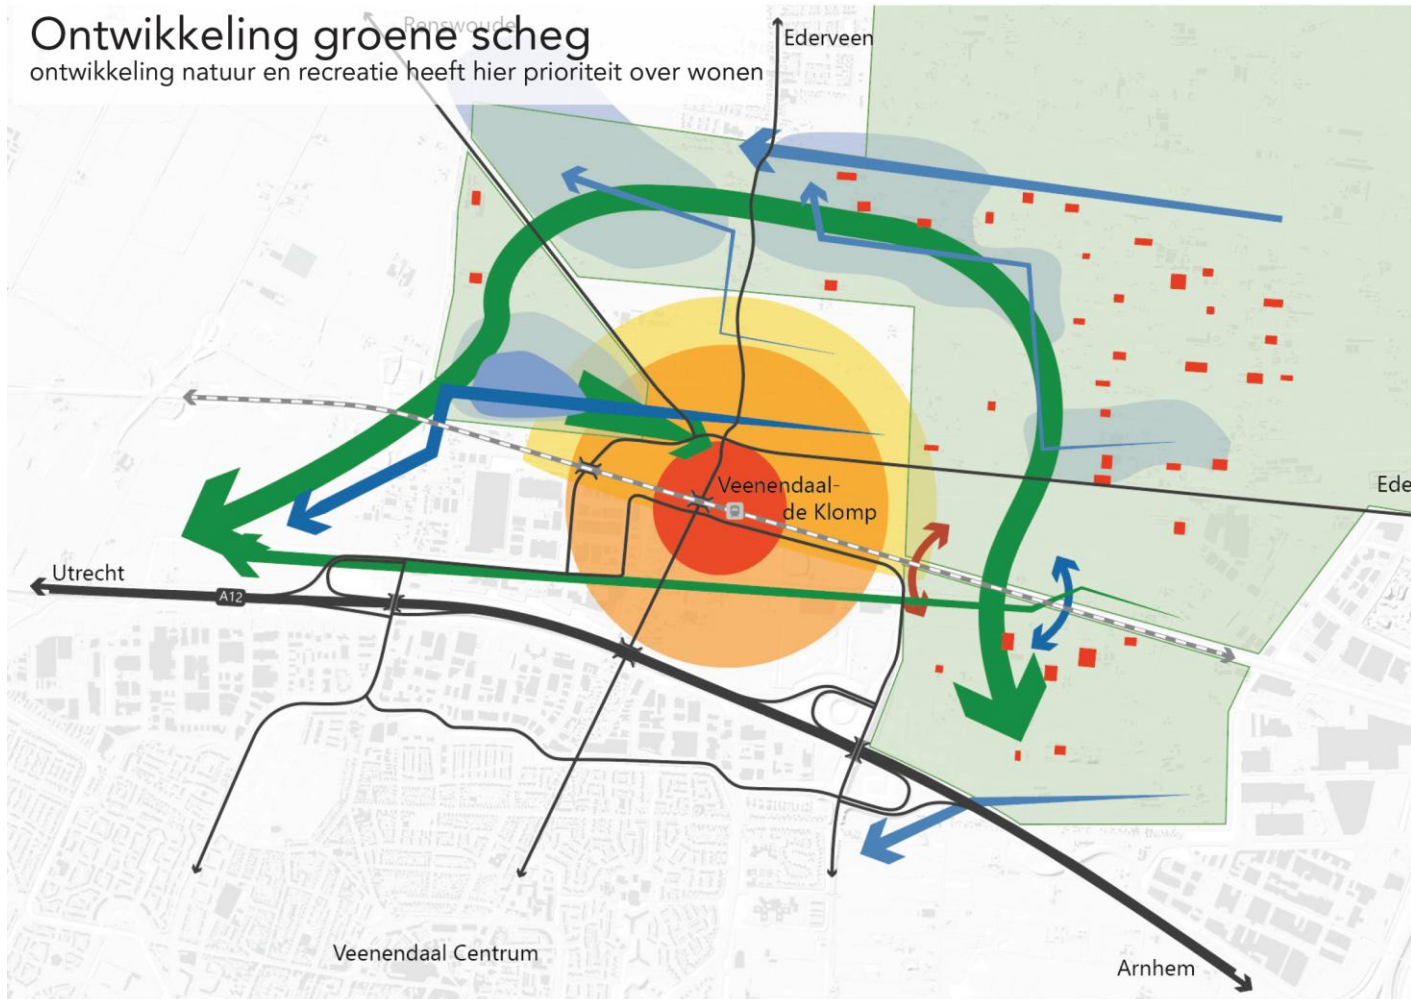 Renswoude
Ontwikkeling groene scheg
ontwikkeling natuur en recreatie heeft hier prioriteit over wonen
Ederveen
Veenendaal-
de Klomp
Ede
Utrecht
A12
Veenendaal Centrum
Arnhem